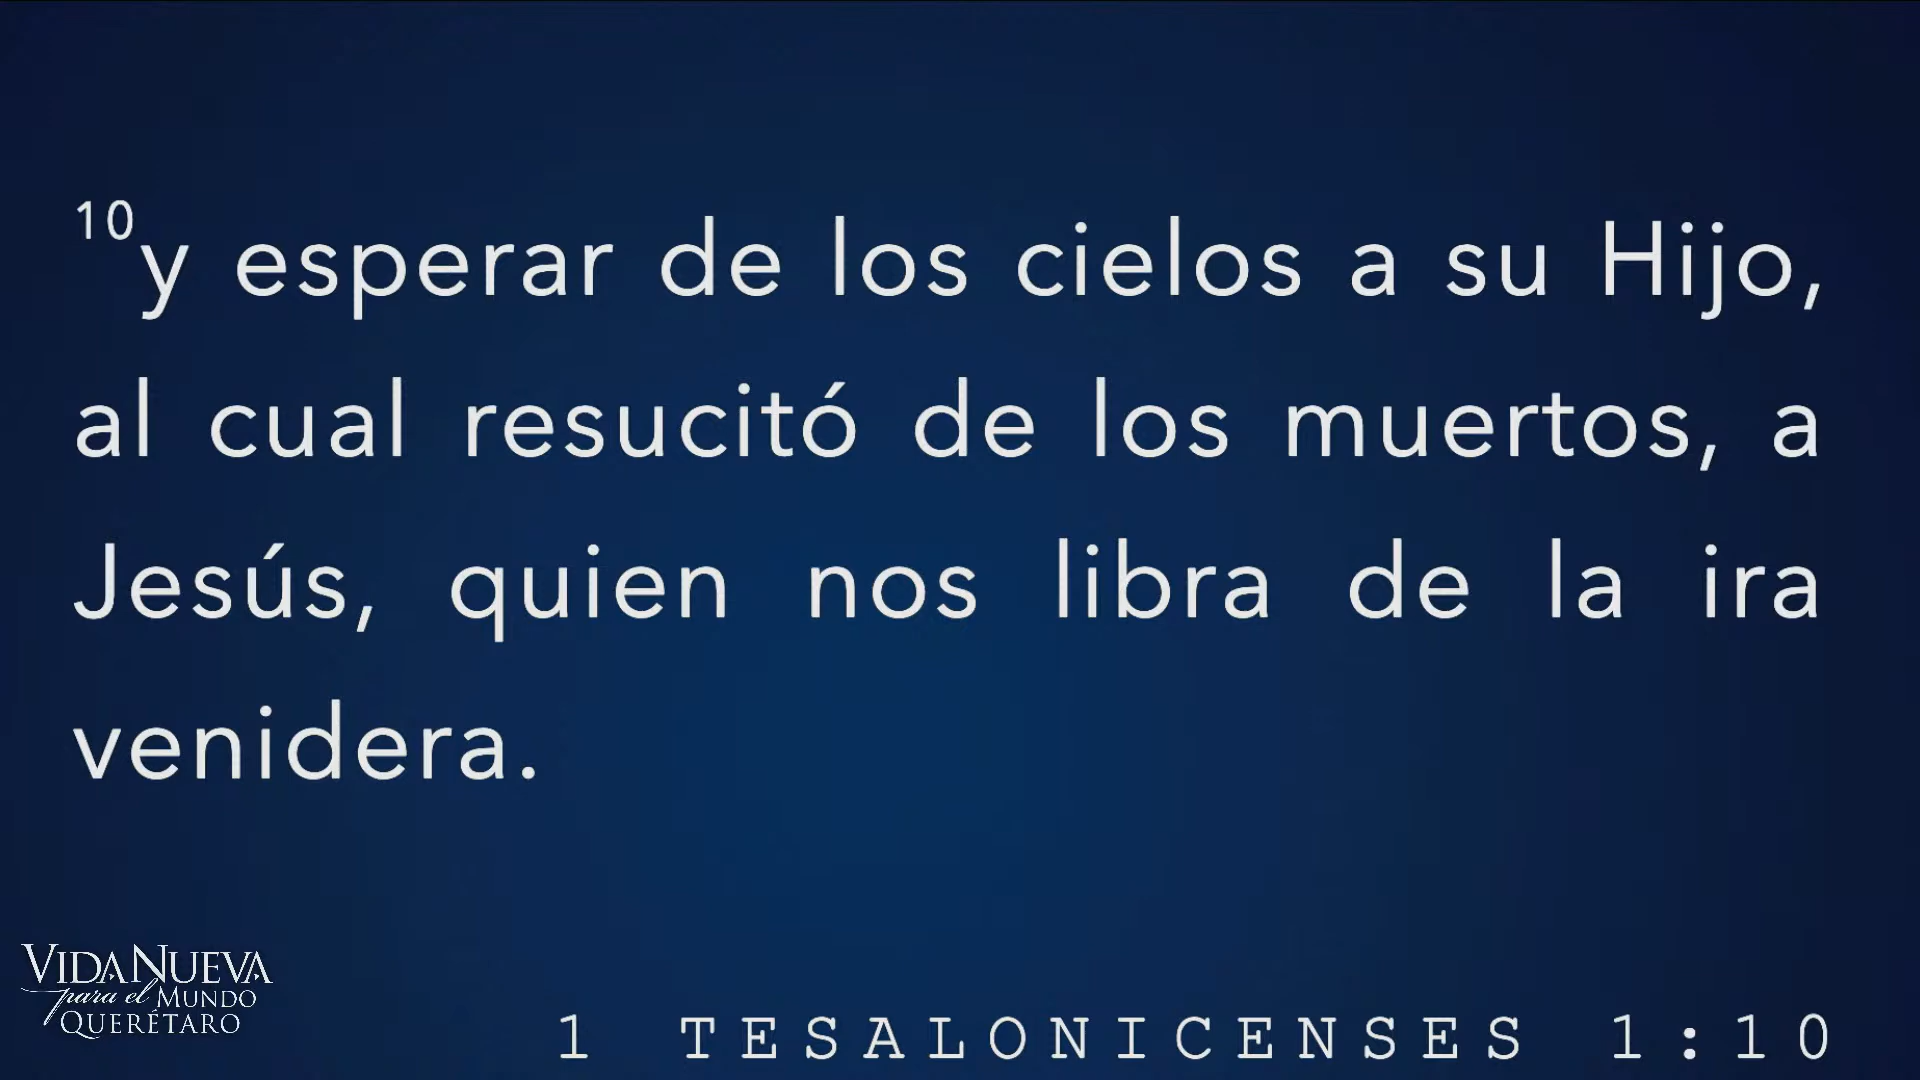 10y esperar de los cielos a su Hijo,
al cual resucitó de los muertos, a
Jesús, quien nos libra de la ira
venidera.
VIDA NUEVA
para el MUNDO
QUERÉTARO
1 TESALONICENSES 1:10